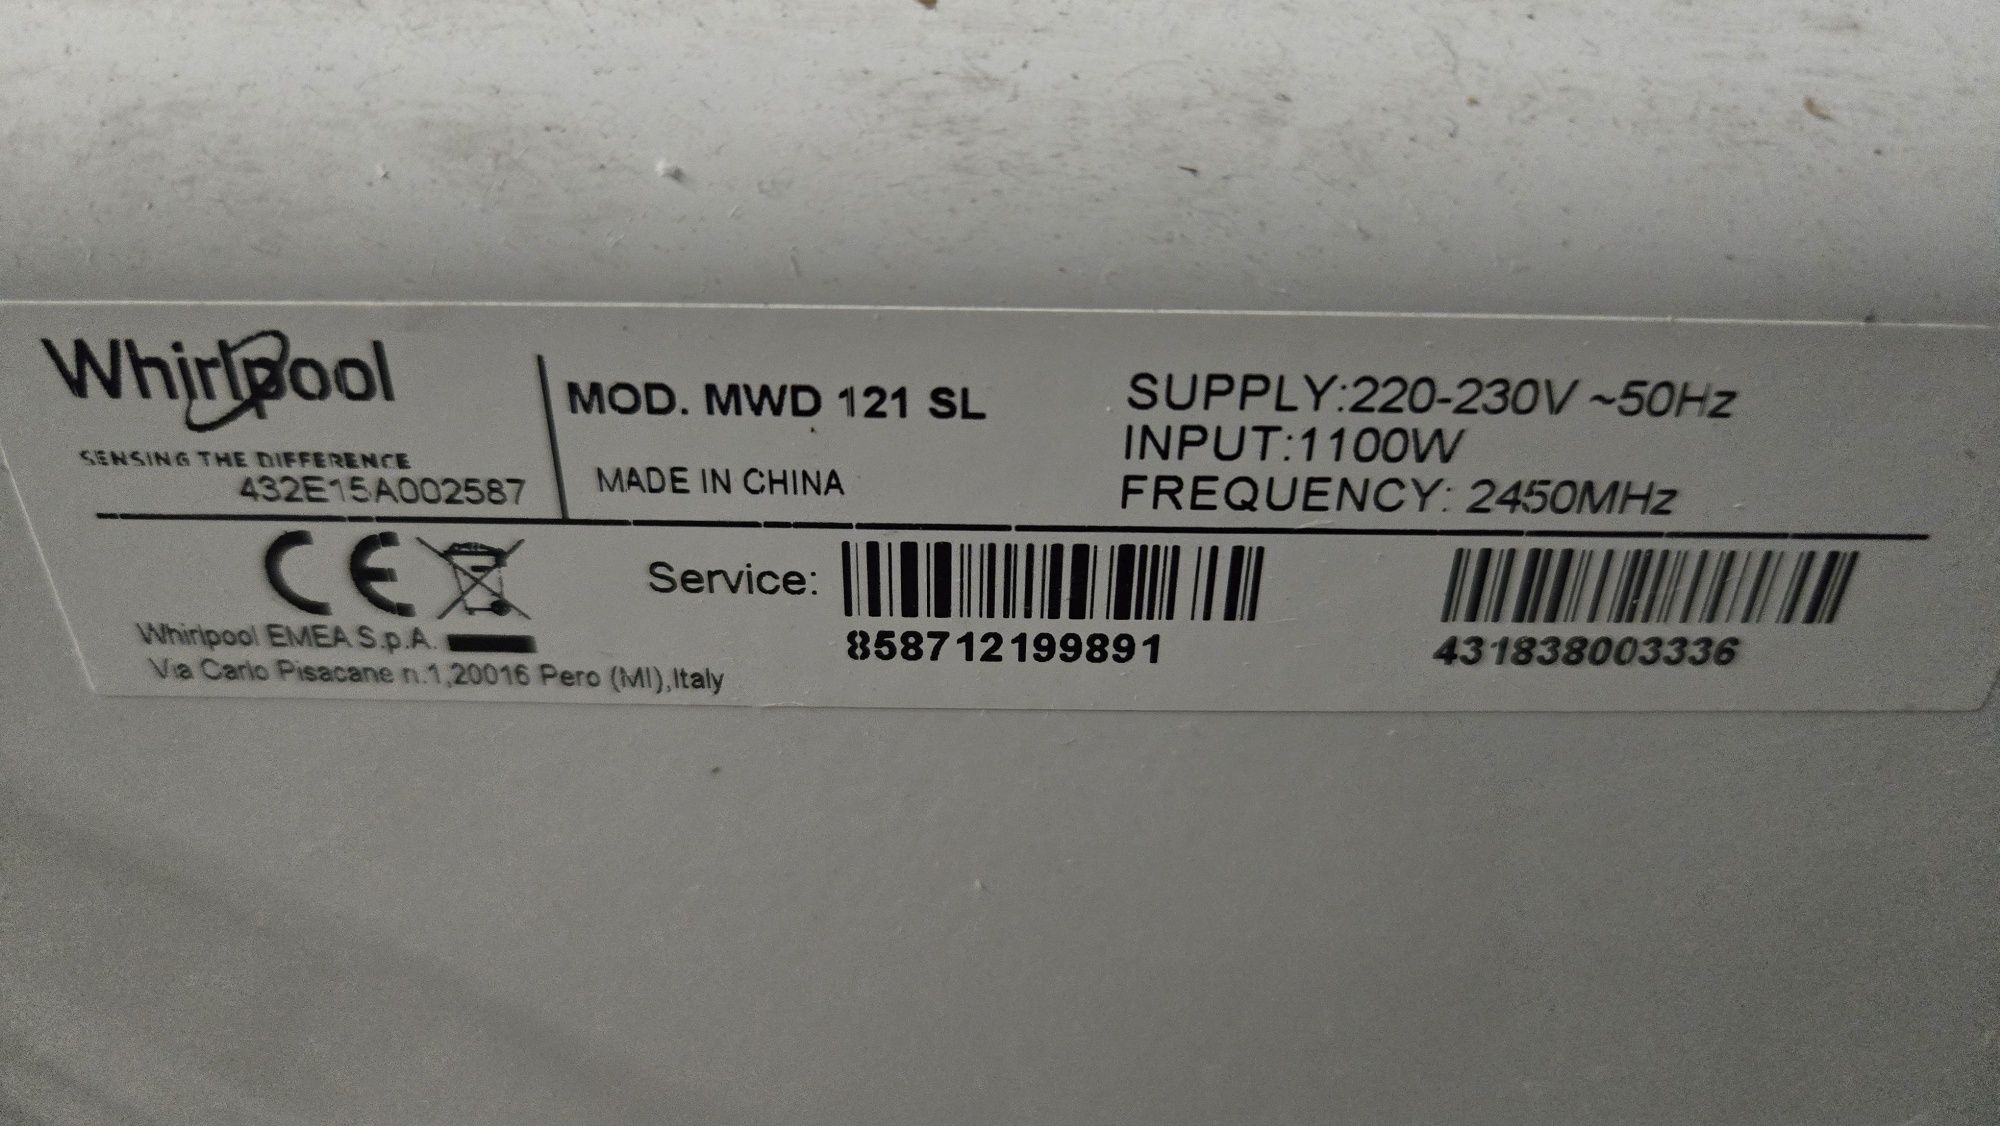 Whirlpool
SENSING THE DIFFERENCE
432E15A002587
MOD. MWD 121 SL
MADE IN CHINA
SUPPLY:220-230V ~50Hz
INPUT:1100W
FREQUENCY: 2450MHz
CE
Whirlpool EMEA S.p.A.
Via Carlo Pisacane n.1,20016 Pero (MI),Italy
Service:
858712199891
431838003336